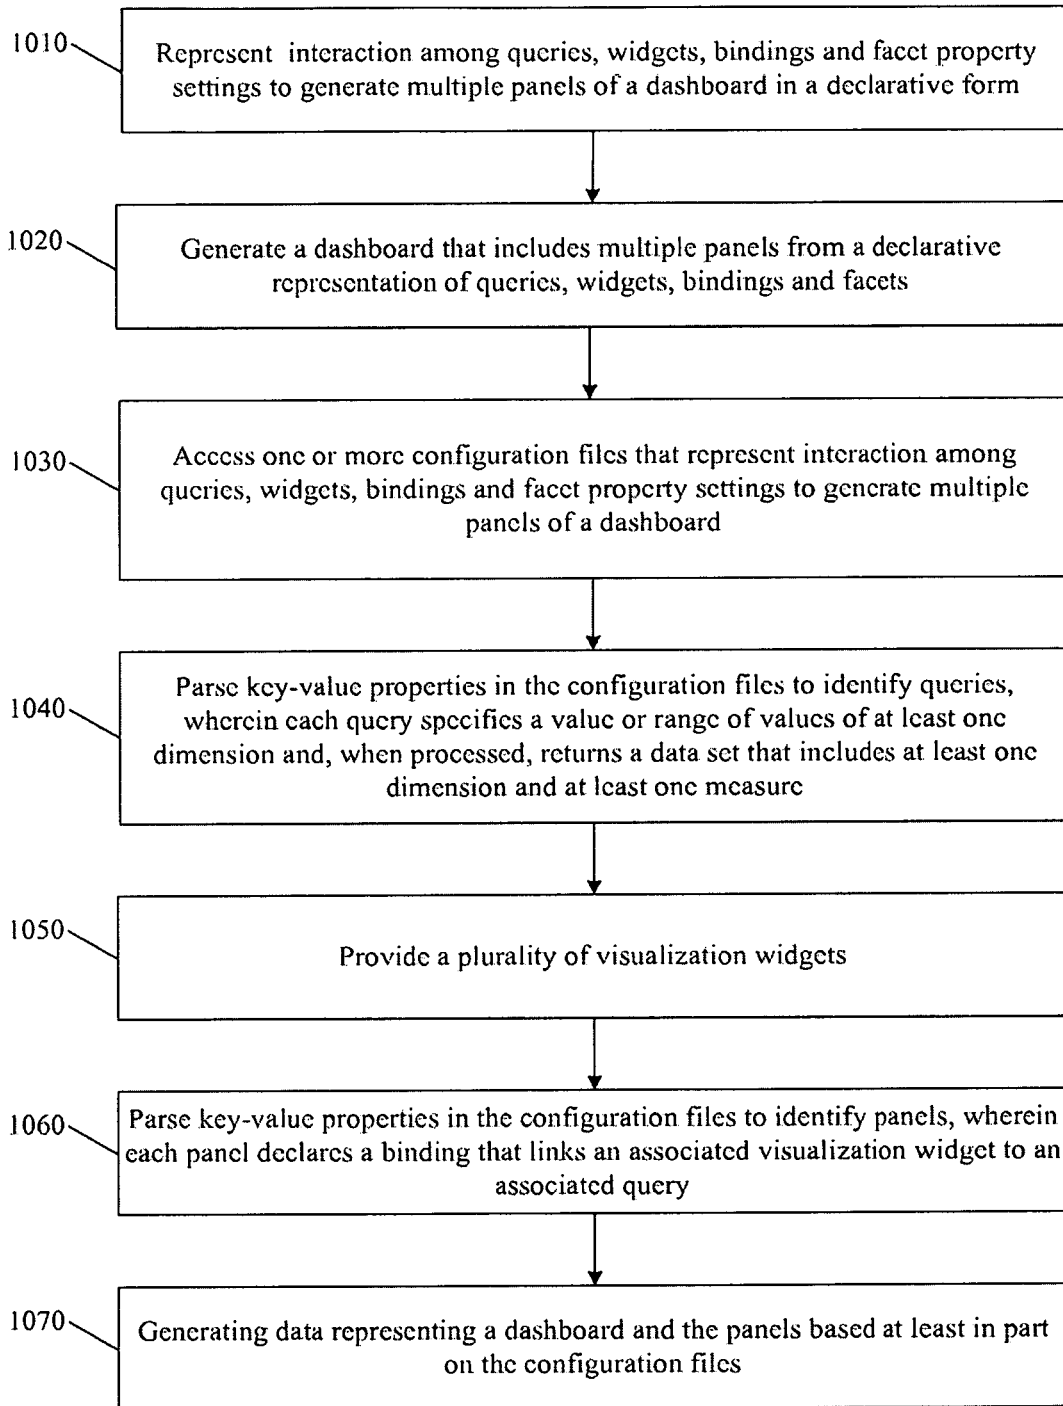 1010
Represent interaction among queries, widgets, bindings and facet property
settings to generate multiple panels of a dashboard in a declarative form
1020
Generate a dashboard that includes multiple panels from a declarative
representation of queries, widgets, bindings and facets
1030
Access one or more configuration files that represent interaction among
queries, widgets, bindings and facet property settings to generate multiple
panels of a dashboard
1040
Parse key-value properties in the configuration files to identify queries,
wherein each query specifies a value or range of values of at least one
dimension and, when processed, returns a data set that includes at least one
dimension and at least one measure
1050
Provide a plurality of visualization widgets
1060
Parse key-value properties in the configuration files to identify panels, wherein
each panel declares a binding that links an associated visualization widget to an
associated query
1070
Generating data representing a dashboard and the panels based at least in part
on the configuration files